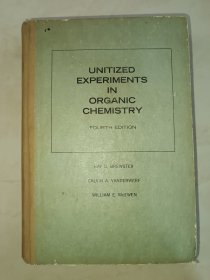 UNITIZED
EXPERIMENTS
IN
ORGANIC
CHEMISTRY
FOURTH EDITION
RAY Q. BREWSTER
CALVIN A. VANDERWERF
WILLIAM E. McEWEN